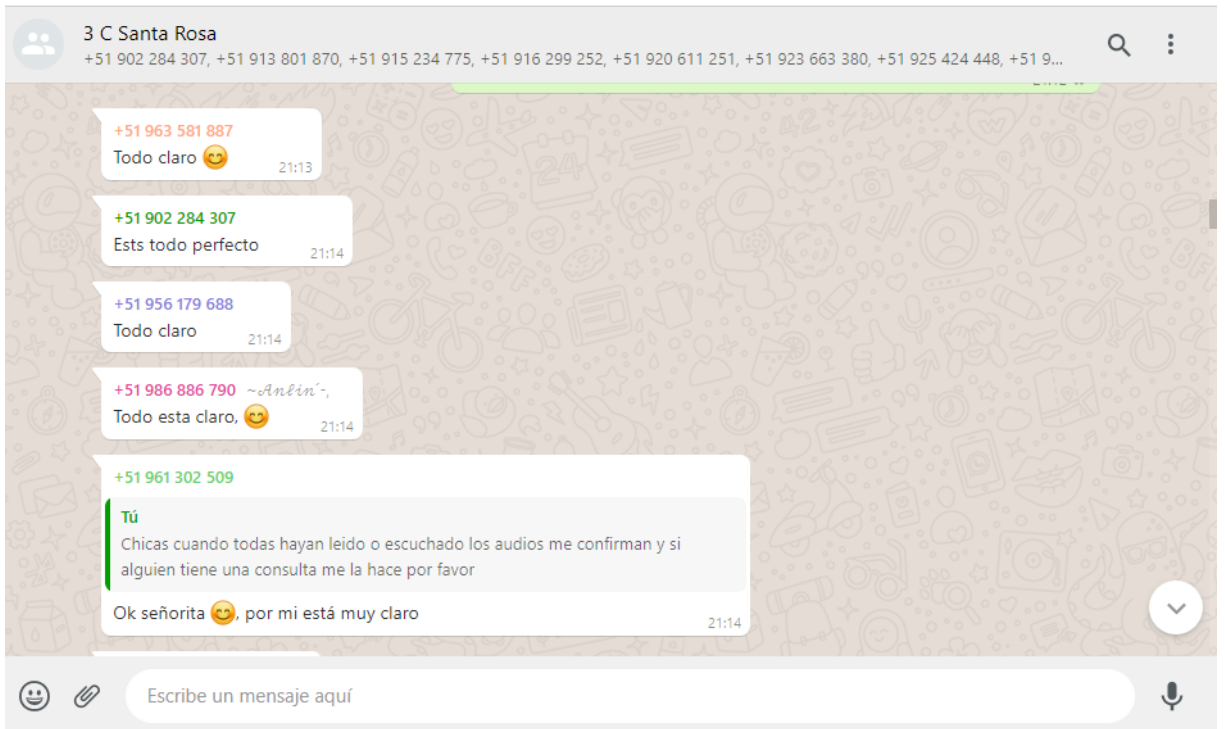 3 C Santa Rosa
+51 902 284 307, +51 913 801 870, +51 915 234 775, +51 916 299 252, +51 920 611 251, +51 923 663 380, +51 925 424 448, +51 9...
+51 963 581 887
Todo claro 😊
21:13
+51 902 284 307
Ests todo perfecto
21:14
+51 956 179 688
Todo claro
21:14
+51 986 886 790 ~𝓐𝓷𝓵𝓲𝓷´-,
Todo esta claro, 😊
21:14
+51 961 302 509
Tú
Chicas cuando todas hayan leido o escuchado los audios me confirman y si
alguien tiene una consulta me la hace por favor
Ok señorita 😊, por mi está muy claro
21:14
Escribe un mensaje aquí